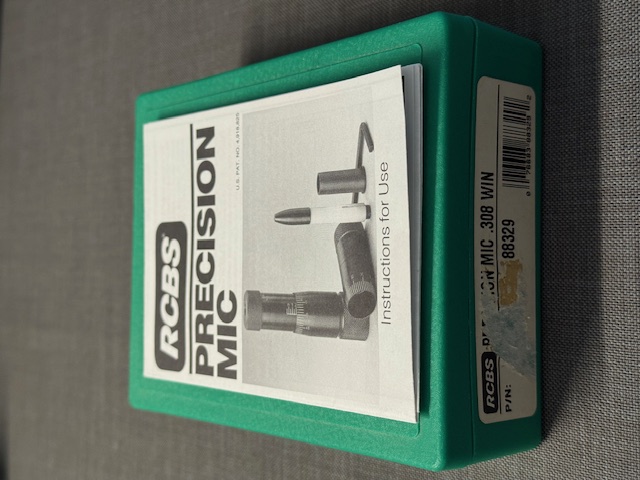 RCBS
PRECISION
MIC
U.S. PAT. NO. 4,918,825
Instructions for Use
RCBS
MIC .308 WIN
P/N:
88329